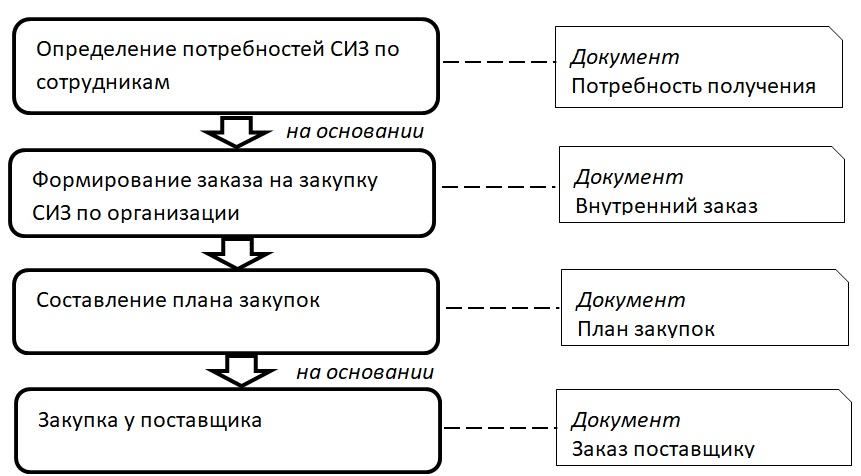 Определение потребностей СИЗ по
сотрудникам
Документ
Потребность получения
на основании
Формирование заказа на закупку
СИЗ по организации
Документ
Внутренний заказ
Составление плана закупок
Документ
План закупок
на основании
Закупка у поставщика
Документ
Заказ поставщику